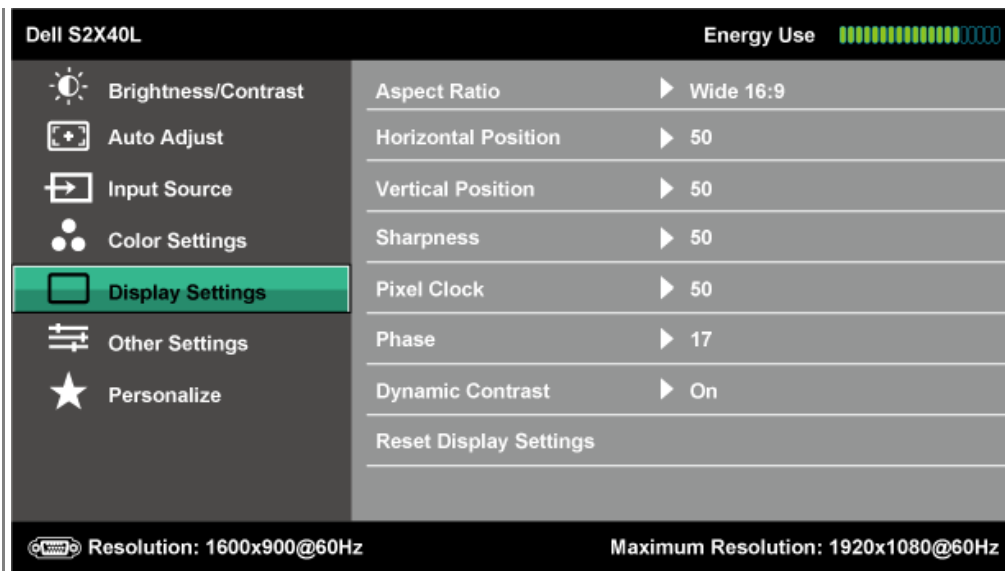 Dell S2X40L Energy Use
Brightness/Contrast
Auto Adjust
Input Source
Color Settings
Display Settings
Other Settings
Personalize
Aspect Ratio Wide 16:9
Horizontal Position 50
Vertical Position 50
Sharpness 50
Pixel Clock 50
Phase 17
Dynamic Contrast On
Reset Display Settings
Resolution: 1600x900@60Hz Maximum Resolution: 1920x1080@60Hz